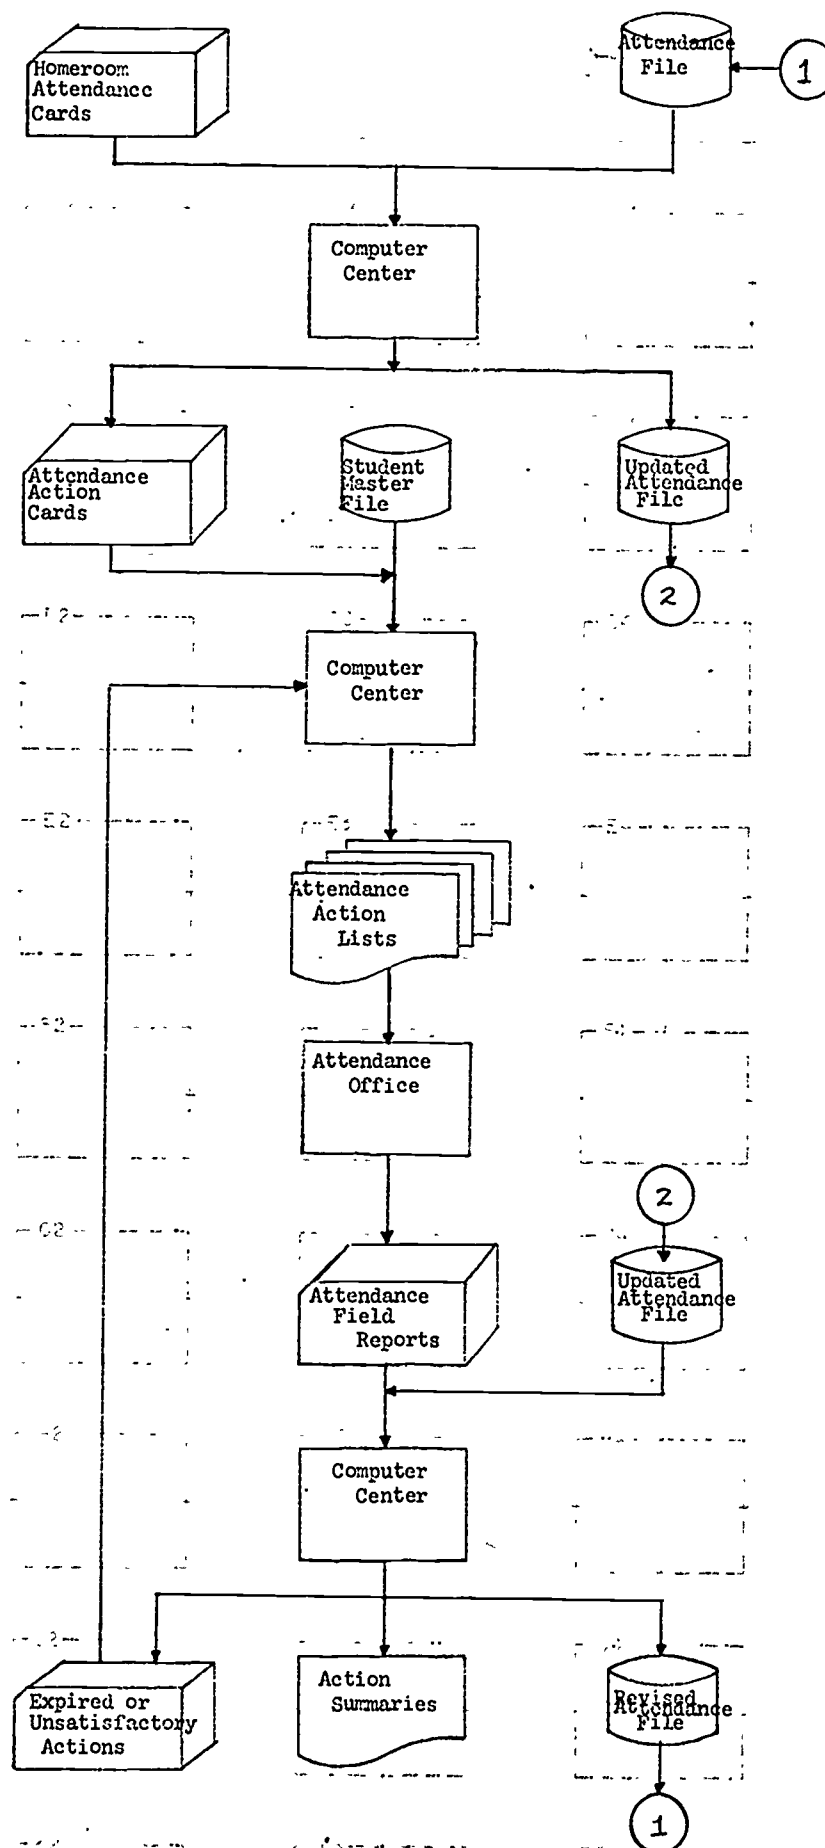 Homeroom
Attendance
Cards
Attendance
File
1
Computer
Center
Attendance
Action
Cards
Student
Master
File
Updated
Attendance
File
2
Computer
Center
Attendance
Action
Lists
Attendance
Office
2
Attendance
Field
Reports
Updated
Attendance
File
Computer
Center
Expired or
Unsatisfactory
Actions
Action
Summaries
Revised
Attendance
File
1